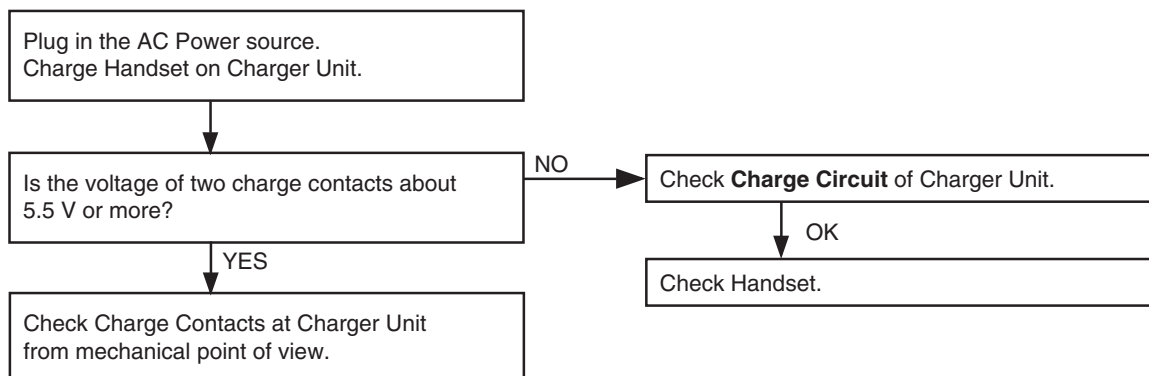 Plug in the AC Power source.
Charge Handset on Charger Unit.
Is the voltage of two charge contacts about
5.5 V or more?
NO
Check Charge Circuit of Charger Unit.
OK
Check Handset.
YES
Check Charge Contacts at Charger Unit
from mechanical point of view.